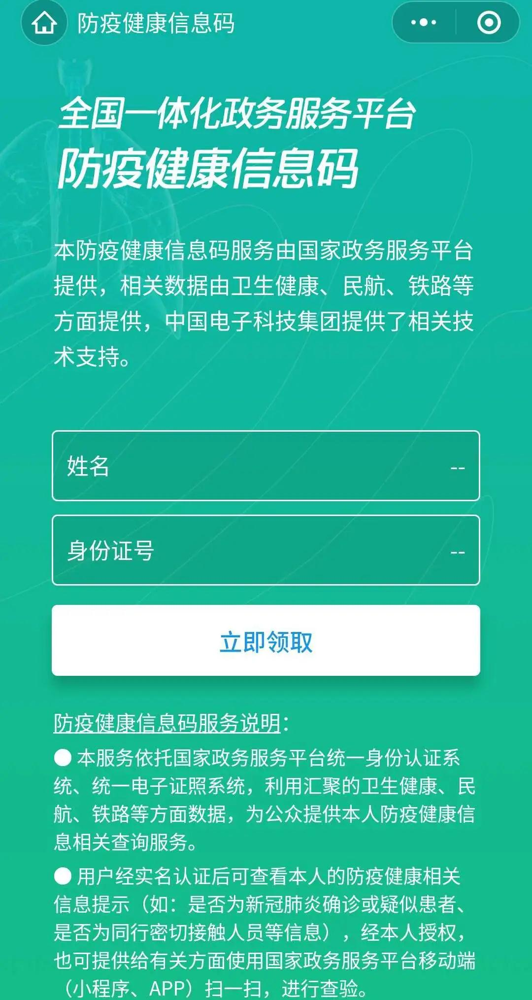 防疫健康信息码
全国一体化政务服务平台
防疫健康信息码
本防疫健康信息码服务由国家政务服务平台
提供，相关数据由卫生健康、民航、铁路等
方面提供，中国电子科技集团提供了相关技
术支持。
姓名 --
身份证号 --
立即领取
防疫健康信息码服务说明：
● 本服务依托国家政务服务平台统一身份认证系
统、统一电子证照系统，利用汇聚的卫生健康、民
航、铁路等方面数据，为公众提供本人防疫健康信
息相关查询服务。
● 用户经实名认证后可查看本人的防疫健康相关
信息提示（如：是否为新冠肺炎确诊或疑似患者、
是否为同行密切接触人员等信息），经本人授权，
也可提供给有关方面使用国家政务服务平台移动端
（小程序、APP）扫一扫，进行查验。